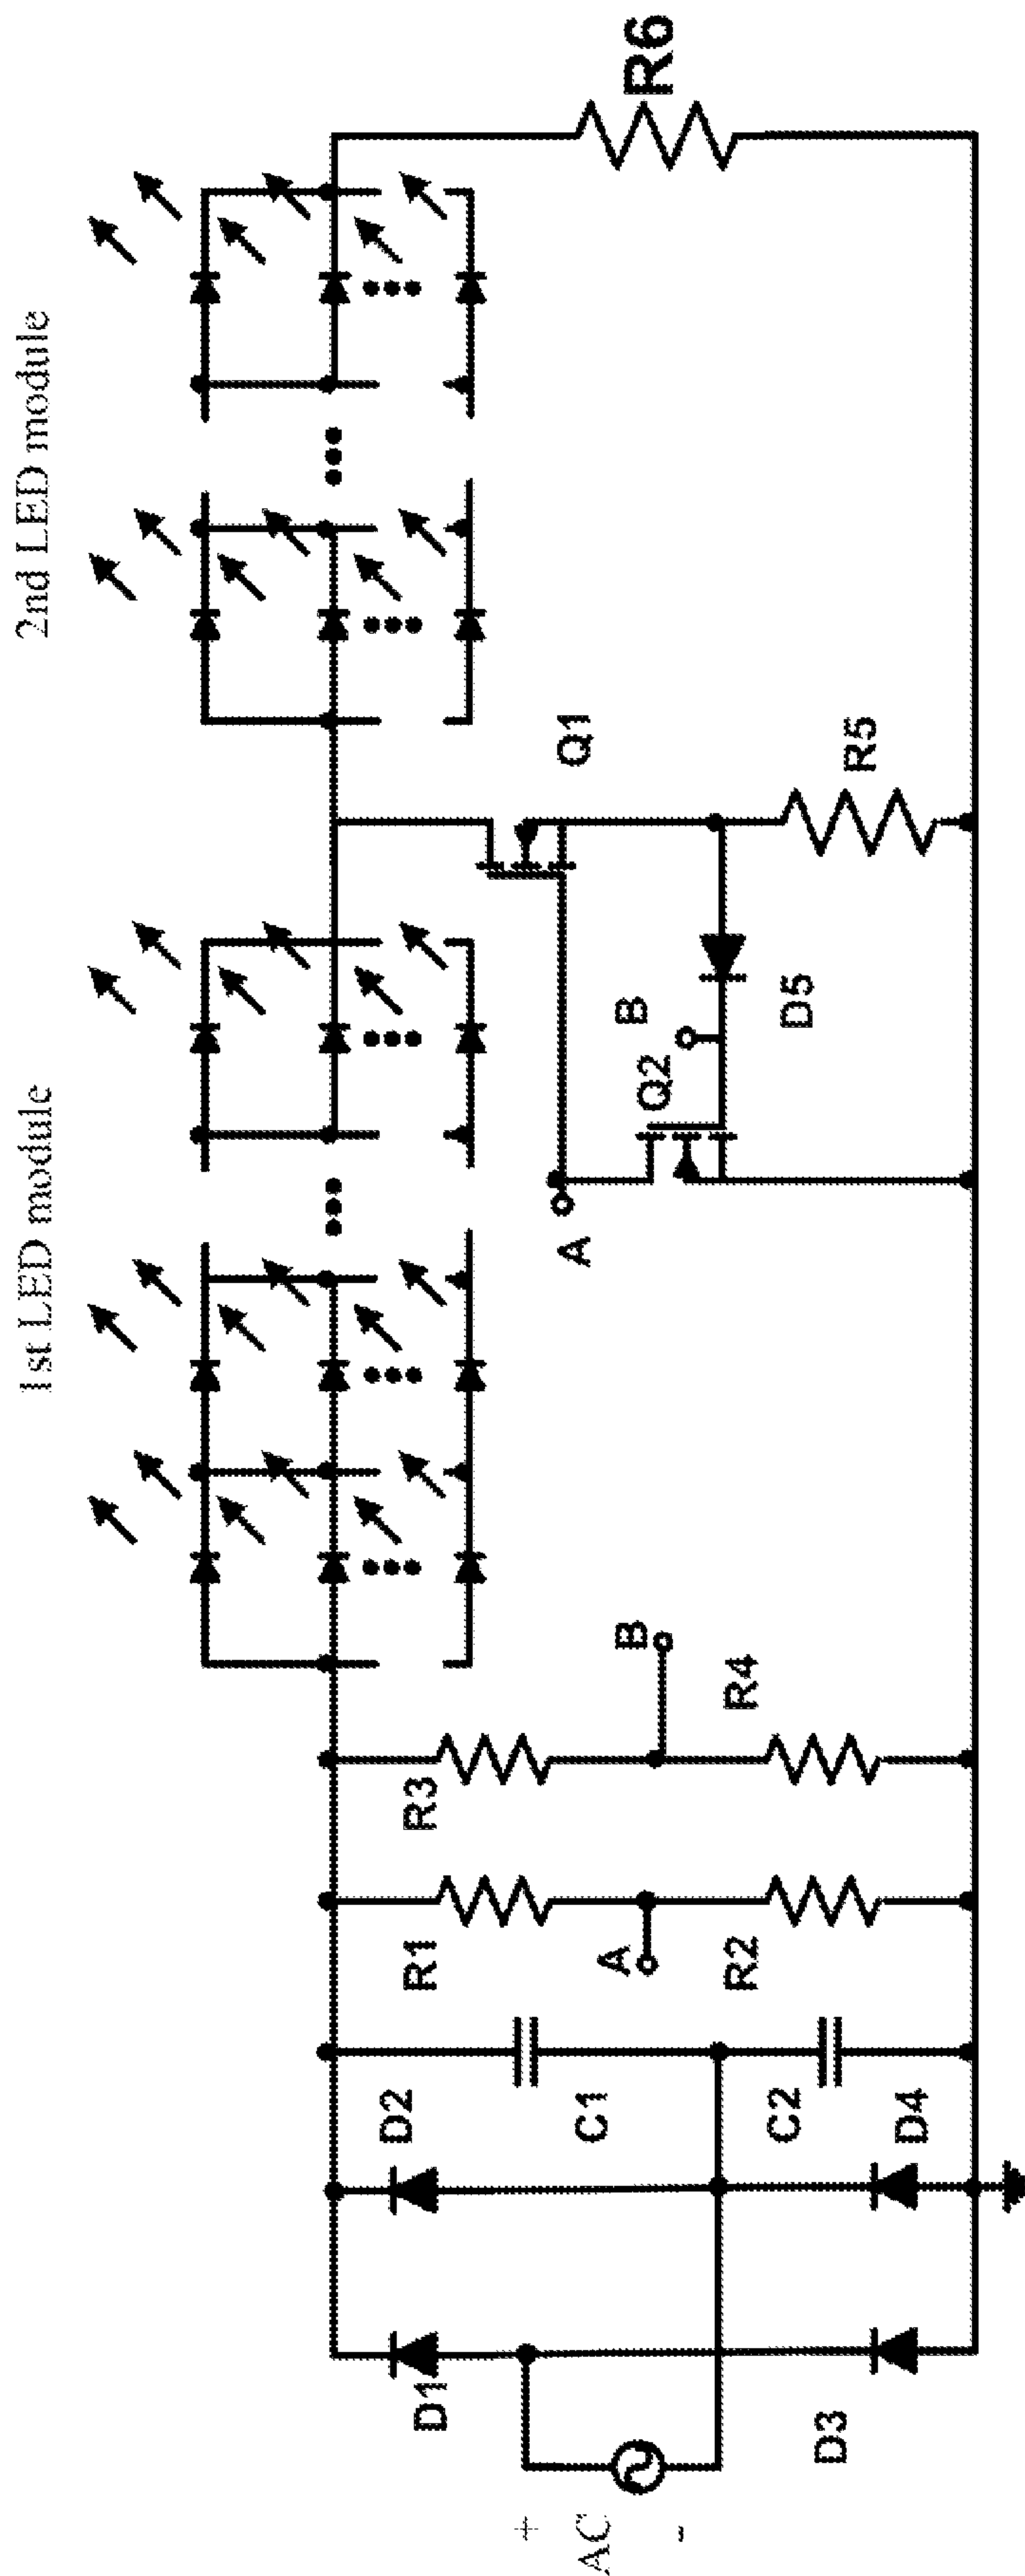 1st LED module
2nd LED module
+
AC
-
D1
D2
D3
D4
C1
C2
R1
A
R2
R3
B
R4
A
Q2
B
D5
Q1
R5
R6